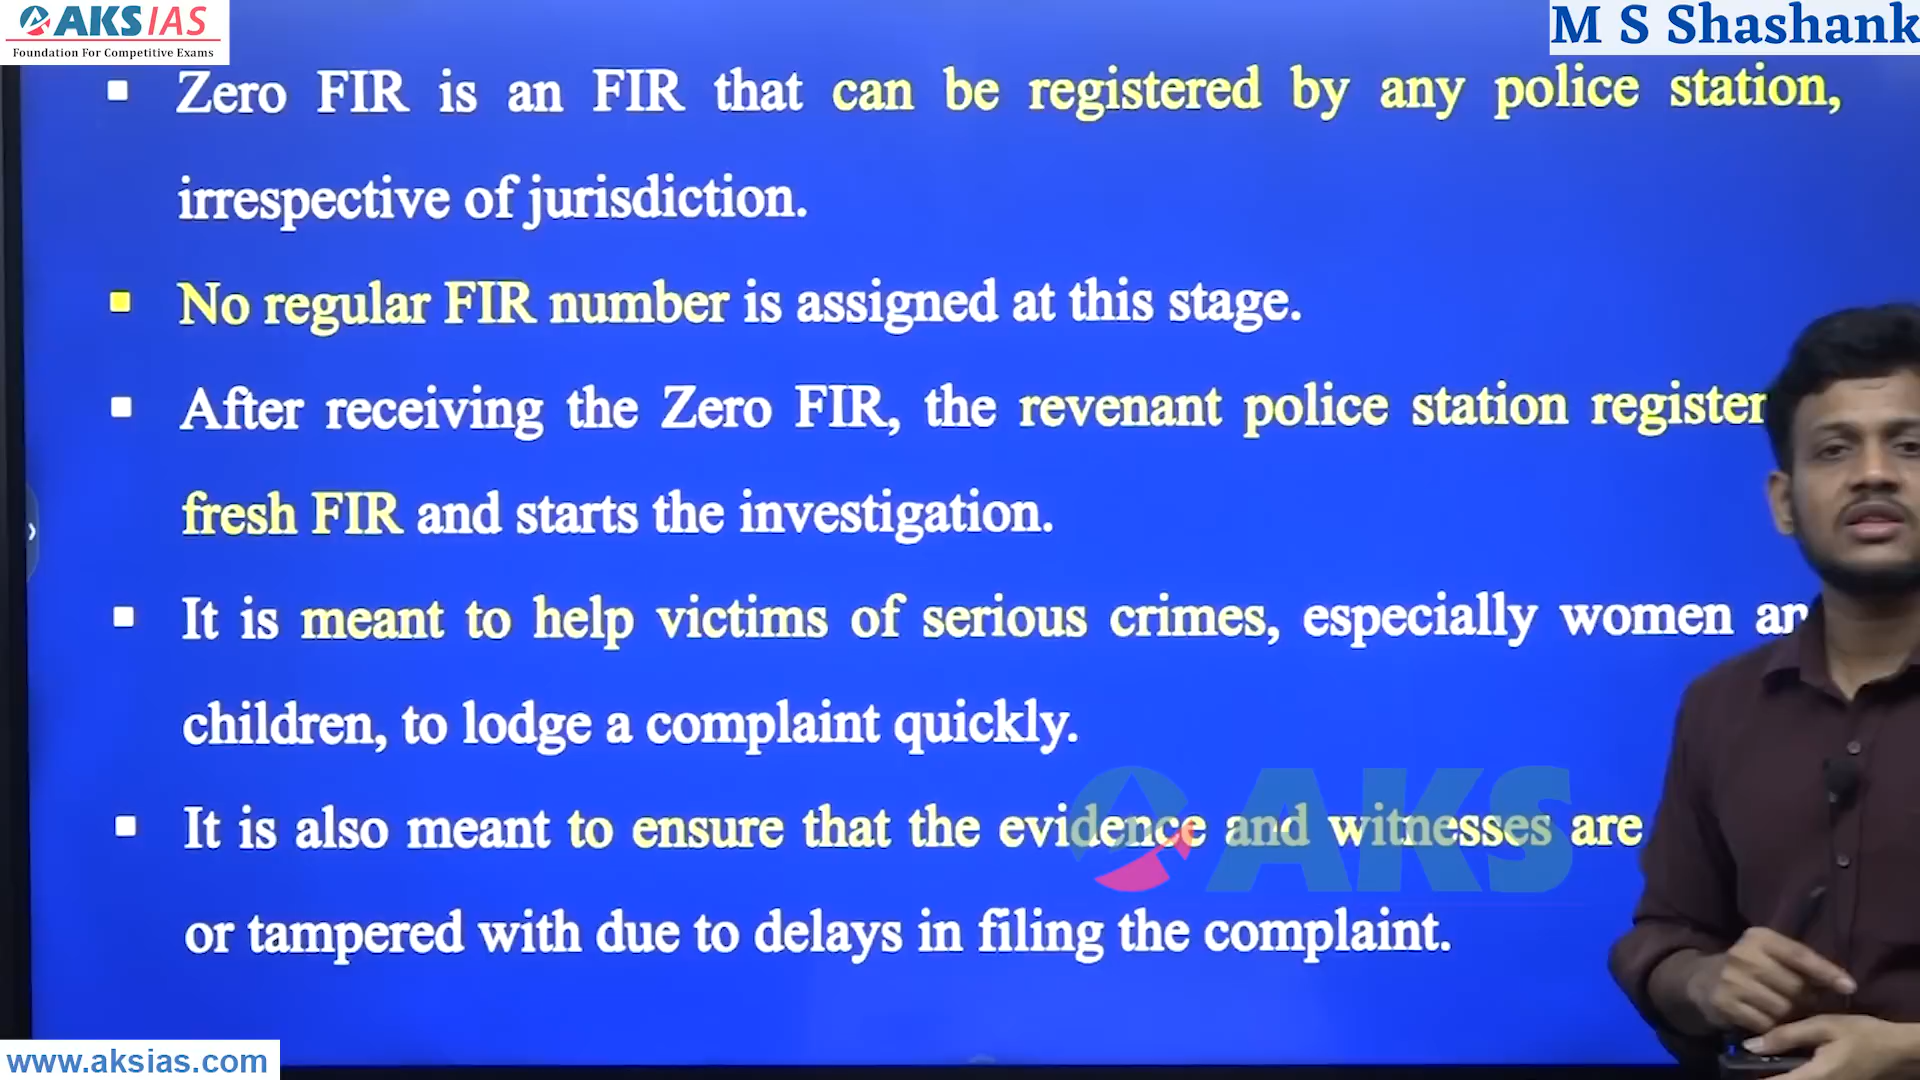 AKS IAS
Foundation For Competitive Exams
M S Shashank
Zero FIR is an FIR that can be registered by any police station,
irrespective of jurisdiction.
No regular FIR number is assigned at this stage.
After receiving the Zero FIR, the revenant police station register
fresh FIR and starts the investigation.
It is meant to help victims of serious crimes, especially women an
children, to lodge a complaint quickly.
It is also meant to ensure that the evidence and witnesses are
or tampered with due to delays in filing the complaint.
AKS
www.aksias.com